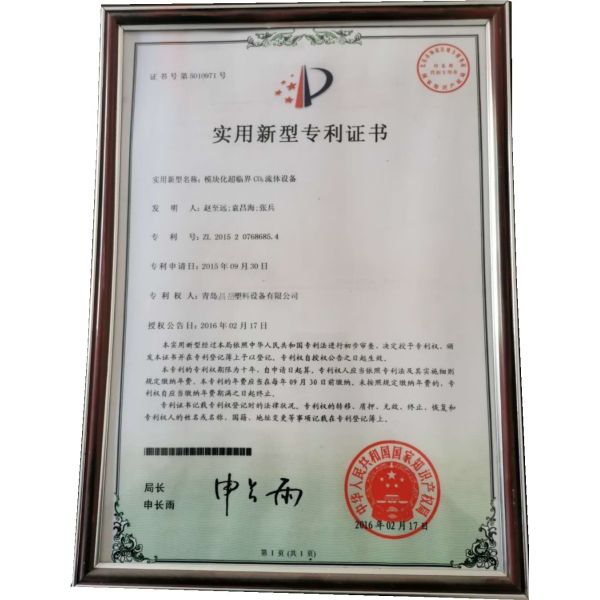 证书号第5010971号
实用新型专利证书
实用新型名称：模块化超临界CO₂流体设备
发 明 人：赵至远;袁昌海;张兵
专 利 号：ZL 2015 2 0768685.4
专利申请日：2015年09月30日
专 利 权 人：青岛 塑料设备有限公司
授权公告日：2016年02月17日
本实用新型经过本局依照中华人民共和国专利法进行初步审查，决定授予专利权，颁
发本证书并在专利登记簿上予以登记。专利权自授权公告之日起生效。
本专利的专利权期限为十年，自申请日起算。专利权人应当依照专利法及其实施细则
规定缴纳年费。本专利的年费应当在每年09月30日前缴纳。未按照规定缴纳年费的，专
利权自应当缴纳年费期满之日起终止。
专利证书记载专利权登记时的法律状况。专利权的转移、质押、无效、终止、恢复和
专利权人的姓名或名称、国籍、地址变更等事项记载在专利登记簿上。
局长
申长雨
申长雨
中华人民共和国国家知识产权局
2016年02月17日
第1页(共1页)